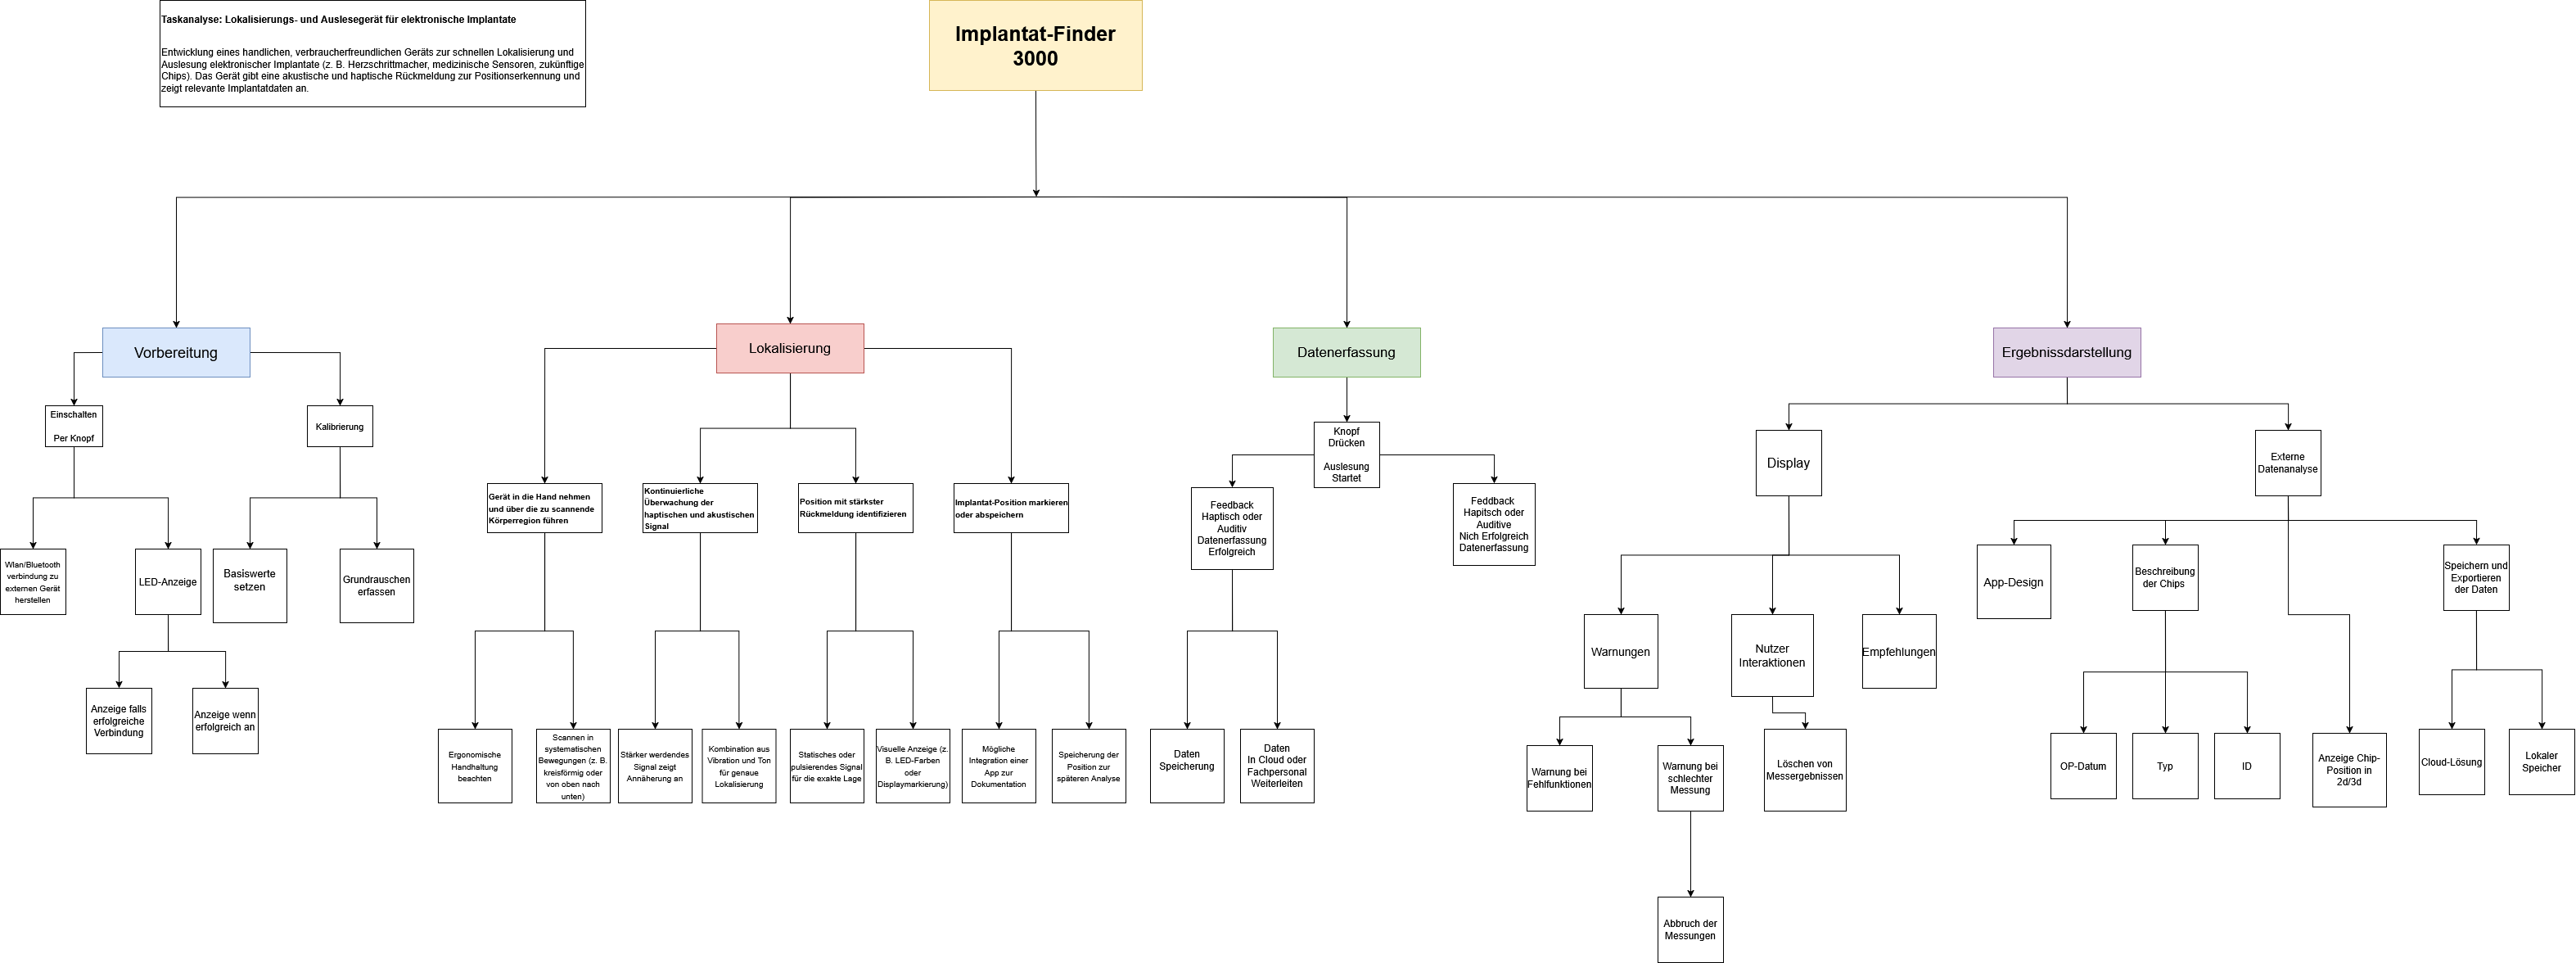 Taskanalyse: Lokalisierungs- und Auslesegerät für elektronische Implantate
Entwicklung eines handlichen, verbraucherfreundlichen Geräts zur schnellen Lokalisierung und
Auslesung elektronischer Implantate (z. B. Herzschrittmacher, medizinische Sensoren, zukünftige
Chips). Das Gerät gibt eine akustische und haptische Rückmeldung zur Positionserkennung und
zeigt relevante Implantatdaten an.
Implantat-Finder
3000
Vorbereitung
Lokalisierung
Datenerfassung
Ergebnissdarstellung
Einschalten
Per Knopf
Kalibrierung
Wlan/Bluetooth
verbindung zu
externen Gerät
herstellen
LED-Anzeige
Basiswerte
setzen
Grundrauschen
erfassen
Anzeige falls
erfolgreiche
Verbindung
Anzeige wenn
erfolgreich an
Gerät in die Hand nehmen
und über die zu scannende
Körperregion führen
Kontinuierliche
Überwachung der
haptischen und akustischen
Signal
Position mit stärkster
Rückmeldung identifizieren
Implantat-Position markieren
oder abspeichern
Ergonomische
Handhaltung
beachten
Scannen in
systematischen
Bewegungen (z. B.
kreisförmig oder
von oben nach
unten)
Stärker werdendes
Signal zeigt
Annäherung an
Kombination aus
Vibration und Ton
für genaue
Lokalisierung
Statisches oder
pulsierendes Signal
für die exakte Lage
Visuelle Anzeige (z.
B. LED-Farben
oder
Displaymarkierung)
Mögliche
Integration einer
App zur
Dokumentation
Speicherung der
Position zur
späteren Analyse
Knopf
Drücken
Auslesung
Startet
Feedback
Haptisch oder
Auditiv
Datenerfassung
Erfolgreich
Feddback
Hapitsch oder
Auditive
Nich Erfolgreich
Datenerfassung
Daten
Speicherung
Daten
In Cloud oder
Fachpersonal
Weiterleiten
Display
Externe
Datenanalyse
Warnungen
Nutzer
Interaktionen
Empfehlungen
Warnung bei
Fehlfunktionen
Warnung bei
schlechter
Messung
Löschen von
Messergebnissen
Abbruch der
Messungen
App-Design
Beschreibung
der Chips
Speichern und
Exportieren
der Daten
OP-Datum
Typ
ID
Anzeige Chip-
Position in
2d/3d
Cloud-Lösung
Lokaler
Speicher